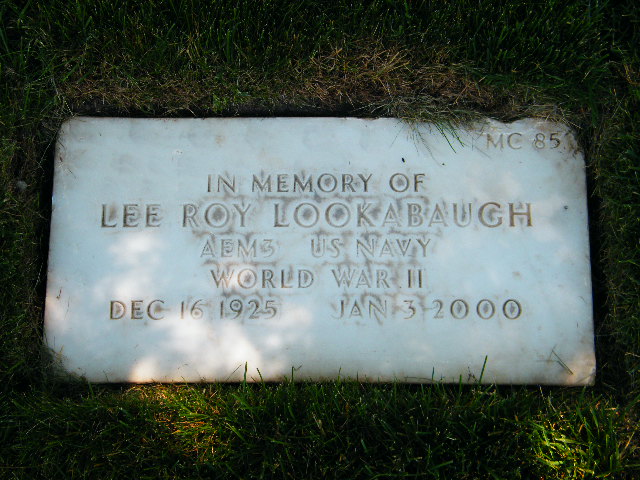 MC 85
IN MEMORY OF
LEE ROY LOOKABAUGH
AEM3 US NAVY
WORLD WAR II
DEC 16 1925 JAN 3 2000